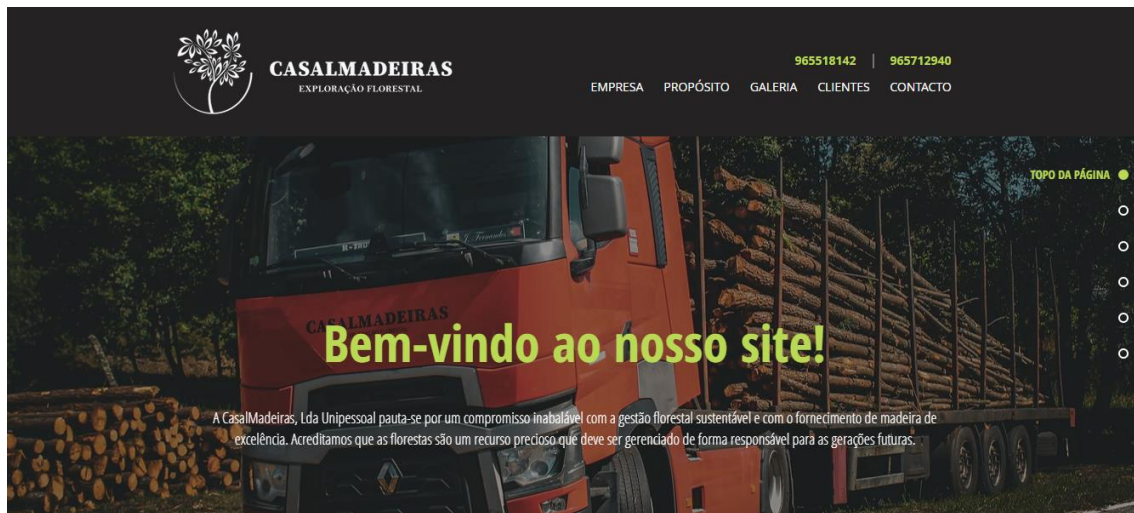 CASALMADEIRAS
EXPLORAÇÃO FLORESTAL
965518142 | 965712940
EMPRESA PROPÓSITO GALERIA CLIENTES CONTACTO
TOPO DA PÁGINA
J. Fernandes
CASALMADEIRAS
Bem-vindo ao nosso site!
A CasalMadeiras, Lda Unipessoal pauta-se por um compromisso inabalável com a gestão florestal sustentável e com o fornecimento de madeira de
excelência. Acreditamos que as florestas são um recurso precioso que deve ser gerenciado de forma responsável para as gerações futuras.